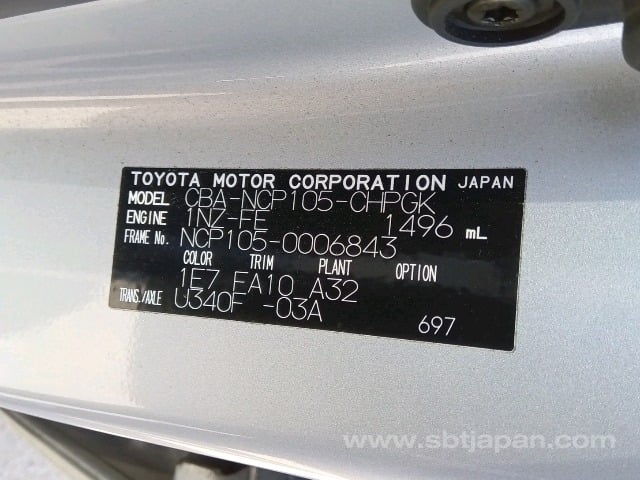 TOYOTA MOTOR CORPORATION JAPAN
MODEL CBA-NCP105-CHPGK
ENGINE 1NZ-FE 1496 mL
FRAME No. NCP105-0006843
COLOR TRIM PLANT OPTION
1E7 FA10 A32
TRANS./AXLE U340F -03A
697
www.sbtjapan.com